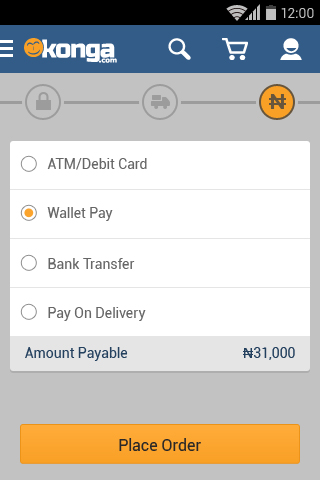 12:00
konga
.com
₦
ATM/Debit Card
Wallet Pay
Bank Transfer
Pay On Delivery
Amount Payable ₦31,000
Place Order